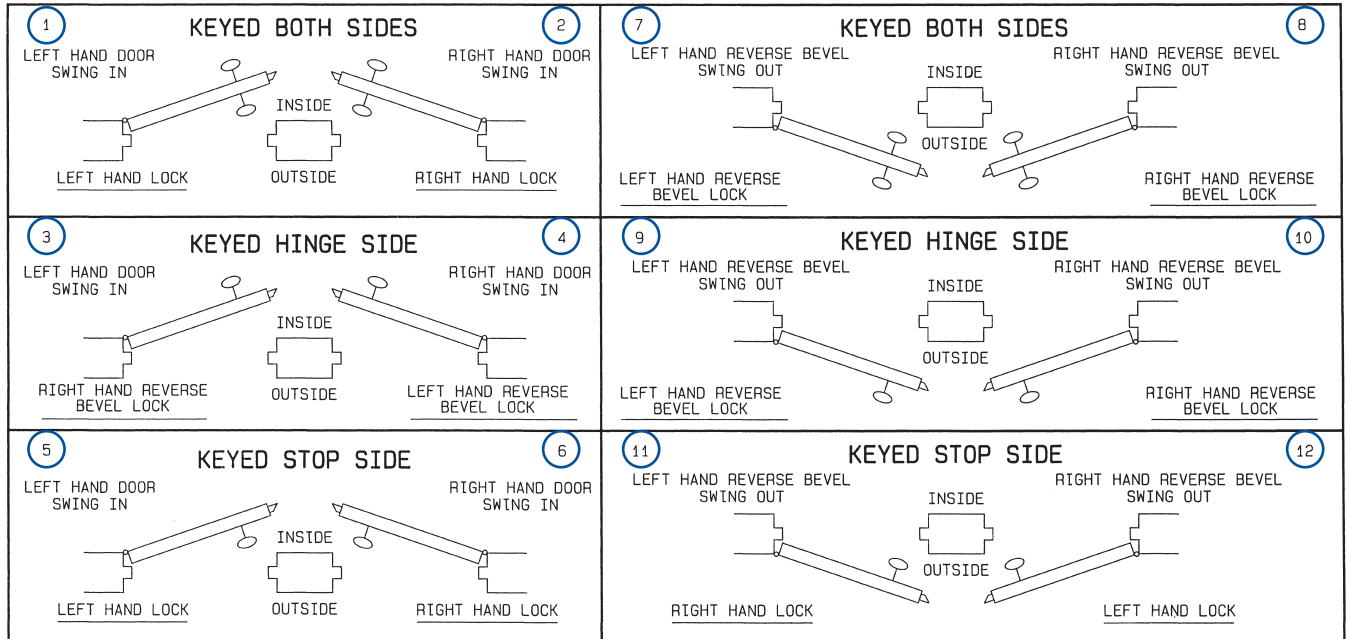 1
KEYED BOTH SIDES
2
LEFT HAND DOOR
SWING IN
RIGHT HAND DOOR
SWING IN
INSIDE
OUTSIDE
LEFT HAND LOCK
RIGHT HAND LOCK
7
KEYED BOTH SIDES
8
LEFT HAND REVERSE BEVEL
SWING OUT
RIGHT HAND REVERSE BEVEL
SWING OUT
INSIDE
OUTSIDE
LEFT HAND REVERSE
BEVEL LOCK
RIGHT HAND REVERSE
BEVEL LOCK
3
KEYED HINGE SIDE
4
LEFT HAND DOOR
SWING IN
RIGHT HAND DOOR
SWING IN
INSIDE
OUTSIDE
RIGHT HAND REVERSE
BEVEL LOCK
LEFT HAND REVERSE
BEVEL LOCK
9
KEYED HINGE SIDE
10
LEFT HAND REVERSE BEVEL
SWING OUT
RIGHT HAND REVERSE BEVEL
SWING OUT
INSIDE
OUTSIDE
LEFT HAND REVERSE
BEVEL LOCK
RIGHT HAND REVERSE
BEVEL LOCK
5
KEYED STOP SIDE
6
LEFT HAND DOOR
SWING IN
RIGHT HAND DOOR
SWING IN
INSIDE
OUTSIDE
LEFT HAND LOCK
RIGHT HAND LOCK
11
KEYED STOP SIDE
12
LEFT HAND REVERSE BEVEL
SWING OUT
RIGHT HAND REVERSE BEVEL
SWING OUT
INSIDE
OUTSIDE
RIGHT HAND LOCK
LEFT HAND LOCK